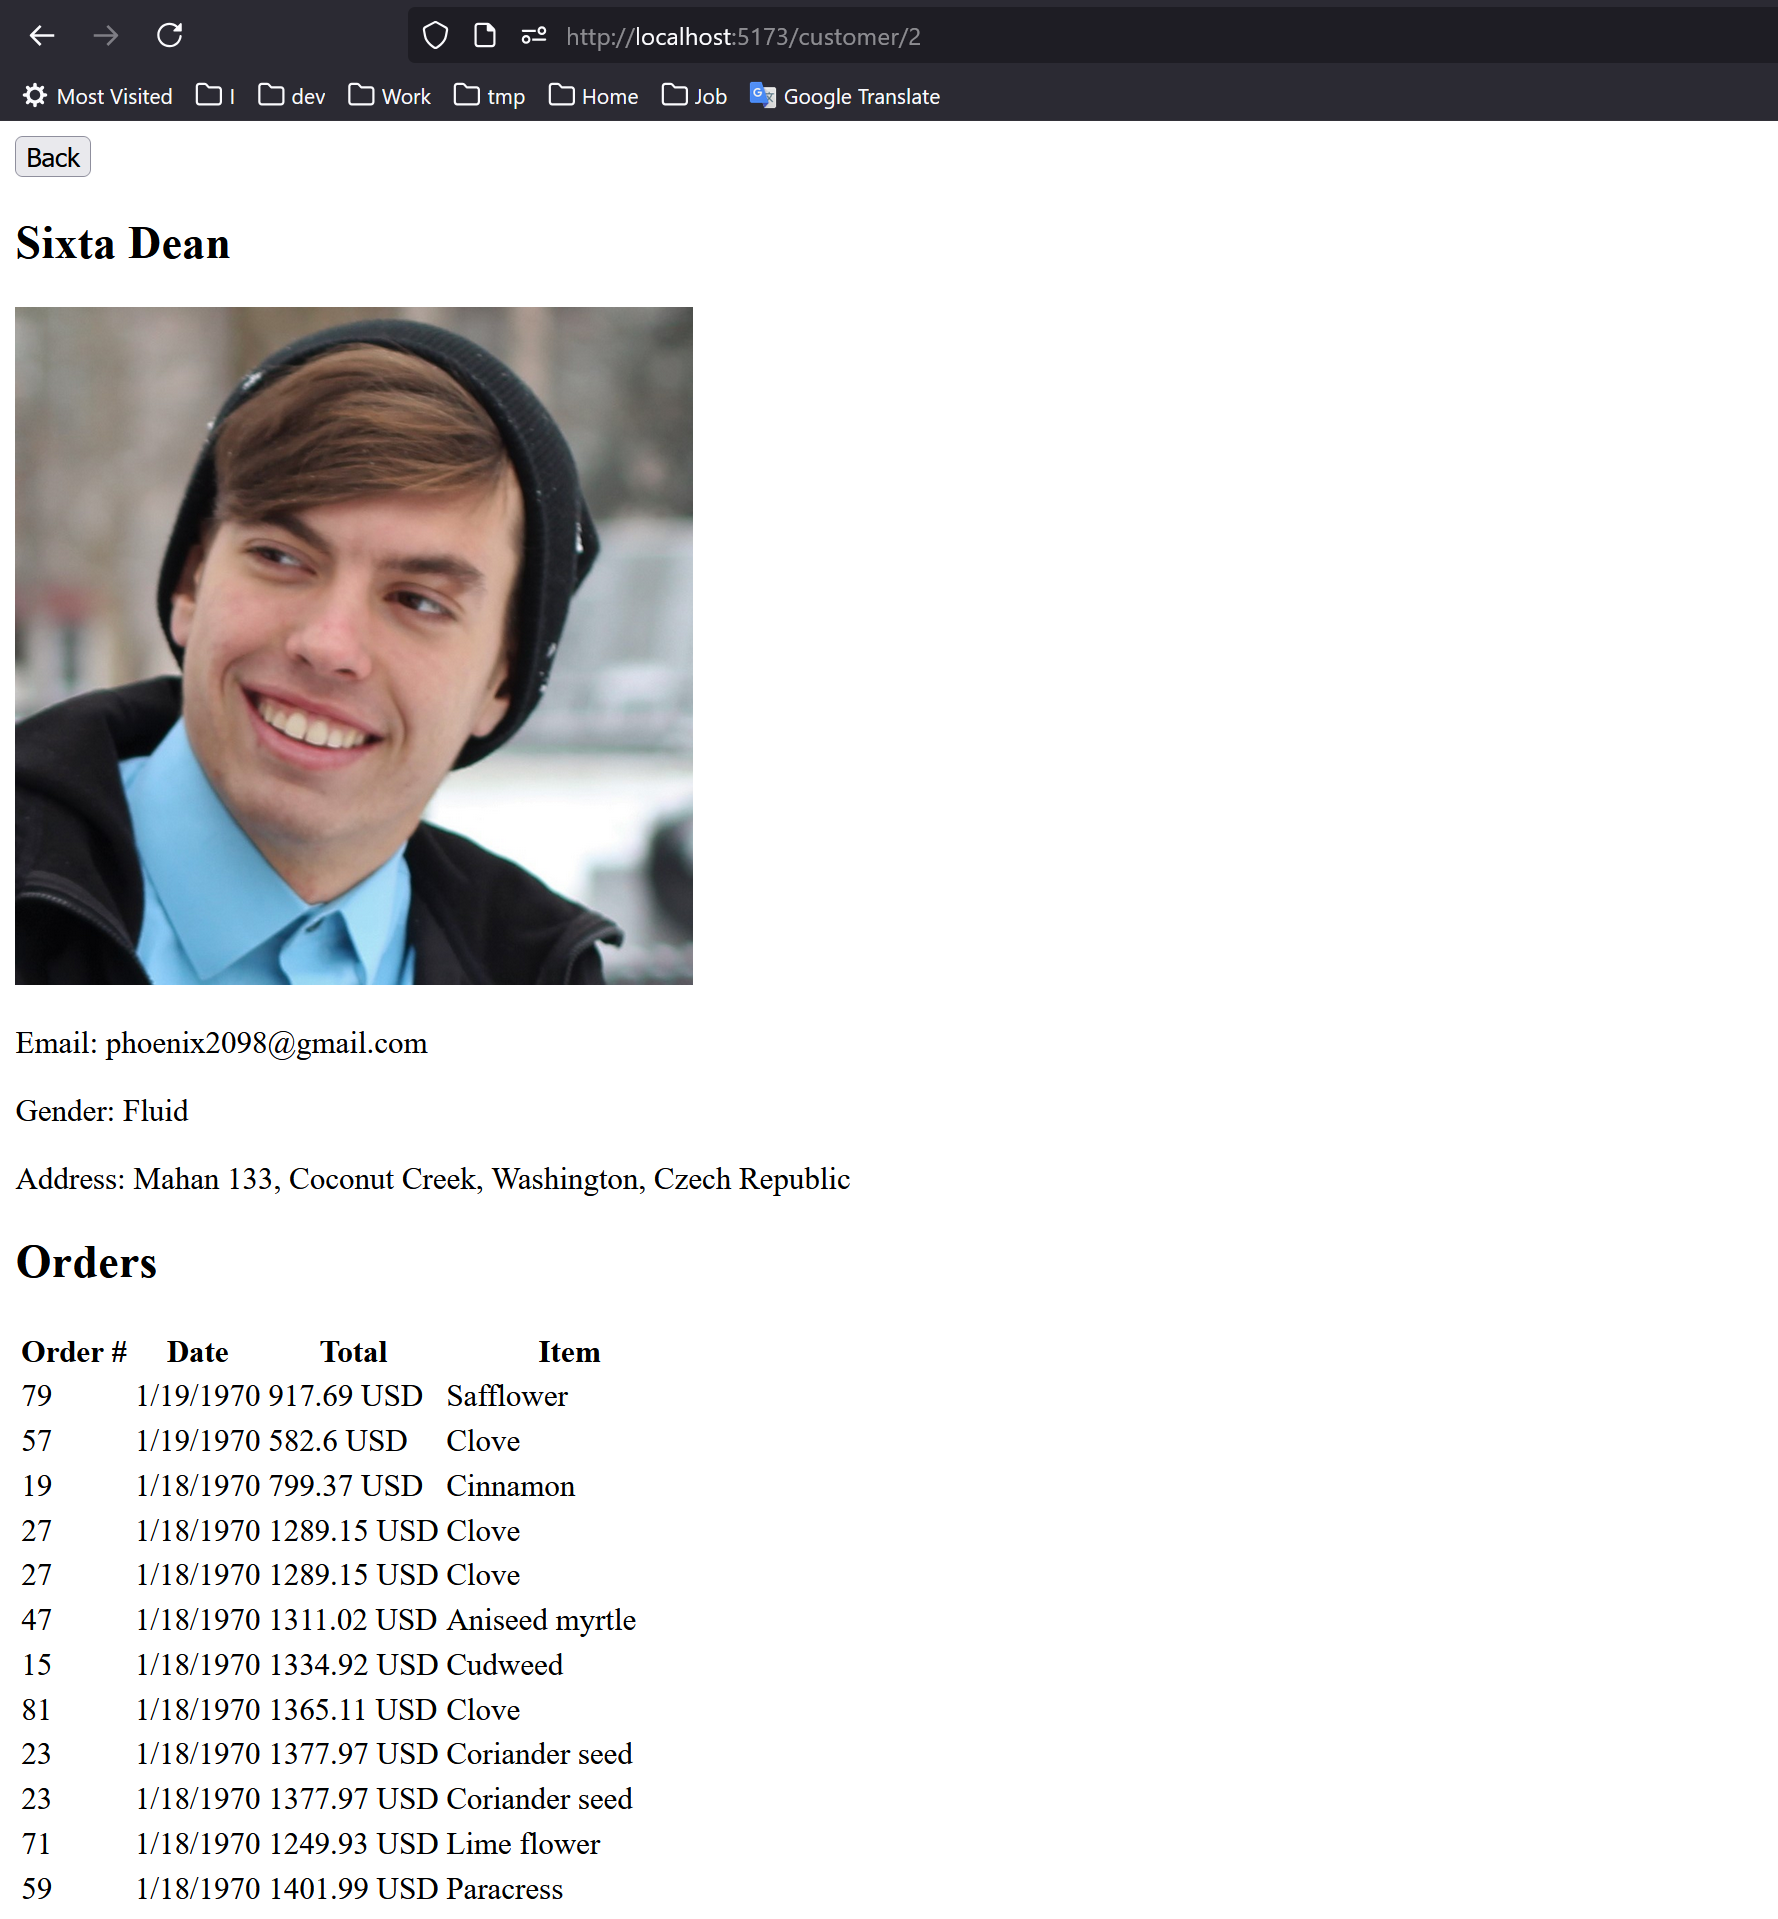 http://localhost:5173/customer/2
Most Visited I dev Work tmp Home Job Google Translate
Back
Sixta Dean
Email: phoenix2098@gmail.com
Gender: Fluid
Address: Mahan 133, Coconut Creek, Washington, Czech Republic
Orders
Order # Date Total Item
79 1/19/1970 917.69 USD Safflower
57 1/19/1970 582.6 USD Clove
19 1/18/1970 799.37 USD Cinnamon
27 1/18/1970 1289.15 USD Clove
27 1/18/1970 1289.15 USD Clove
47 1/18/1970 1311.02 USD Aniseed myrtle
15 1/18/1970 1334.92 USD Cudweed
81 1/18/1970 1365.11 USD Clove
23 1/18/1970 1377.97 USD Coriander seed
23 1/18/1970 1377.97 USD Coriander seed
71 1/18/1970 1249.93 USD Lime flower
59 1/18/1970 1401.99 USD Paracress